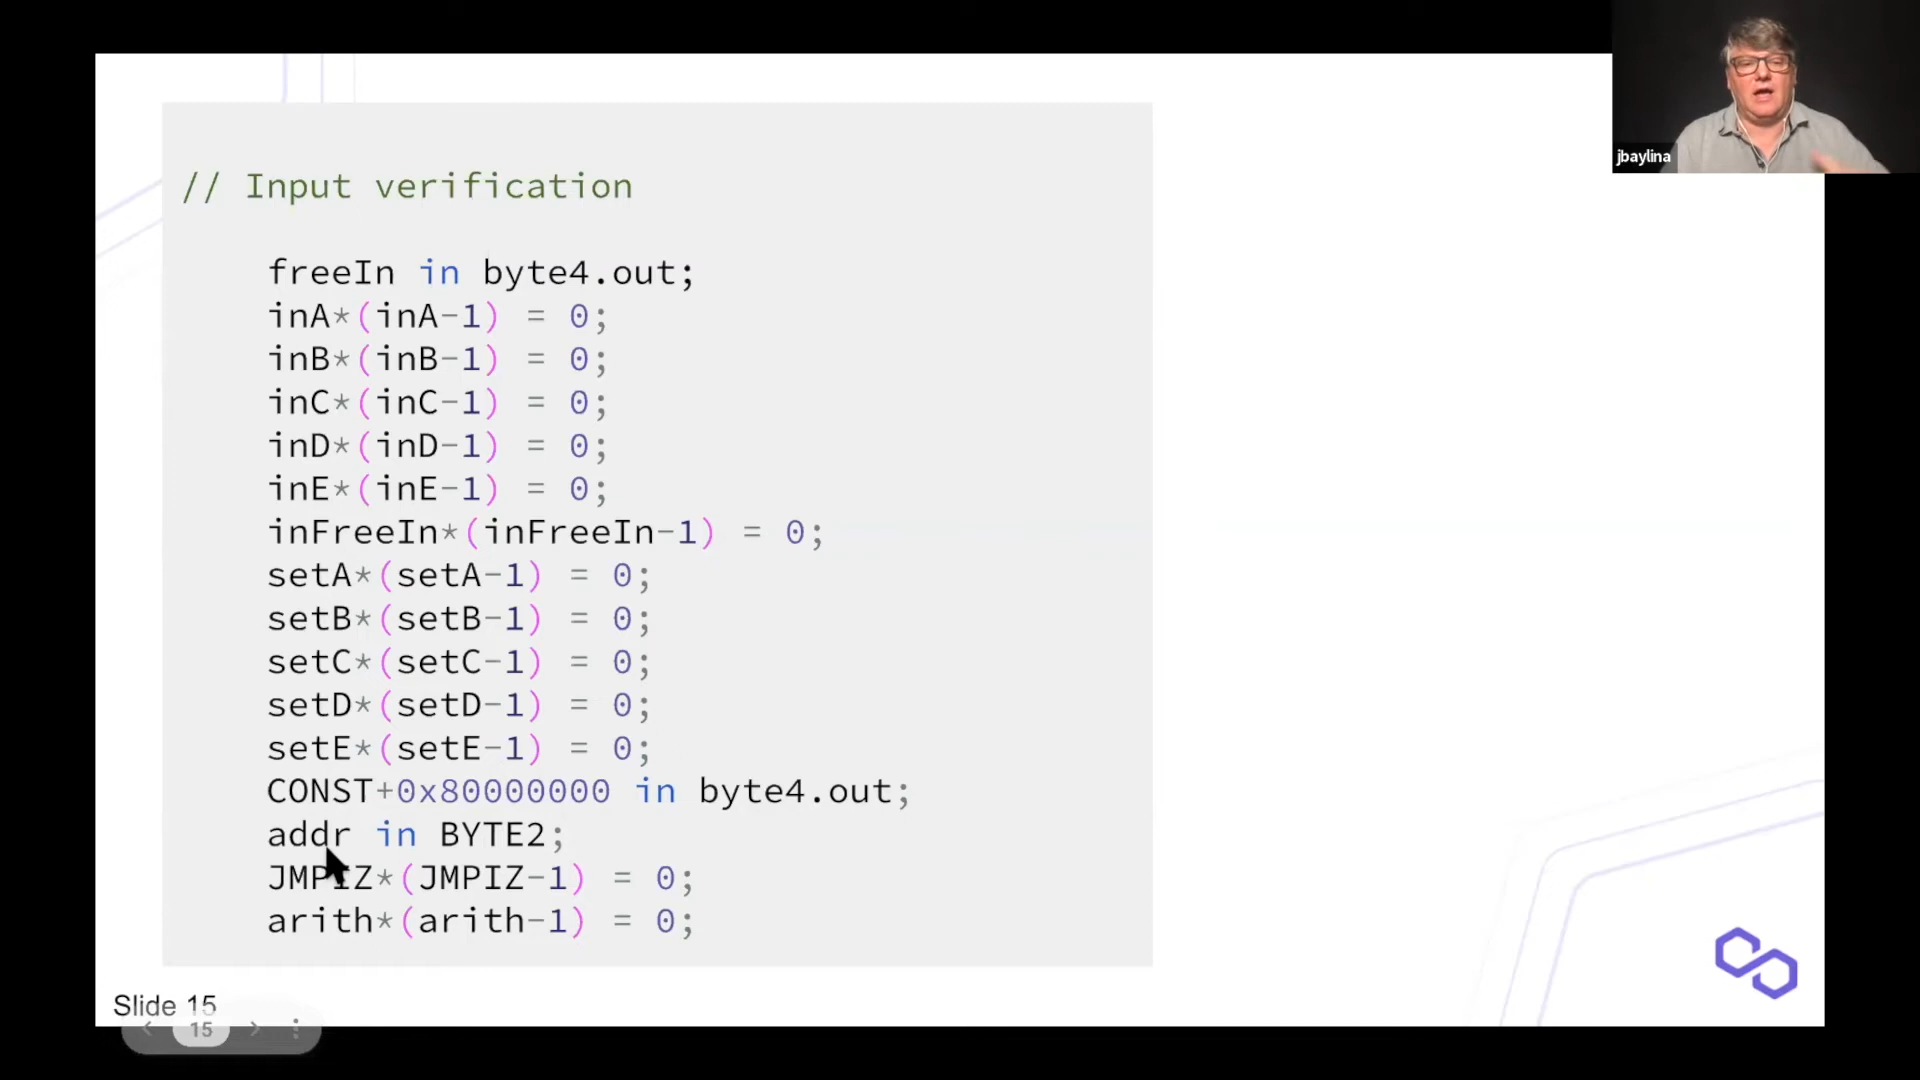 jbaylina
// Input verification
freeIn in byte4.out;
inA*(inA-1) = 0;
inB*(inB-1) = 0;
inC*(inC-1) = 0;
inD*(inD-1) = 0;
inE*(inE-1) = 0;
inFreeIn*(inFreeIn-1) = 0;
setA*(setA-1) = 0;
setB*(setB-1) = 0;
setC*(setC-1) = 0;
setD*(setD-1) = 0;
setE*(setE-1) = 0;
CONST+0x80000000 in byte4.out;
addr in BYTE2;
JMPIZ*(JMPIZ-1) = 0;
arith*(arith-1) = 0;
Slide 15
15